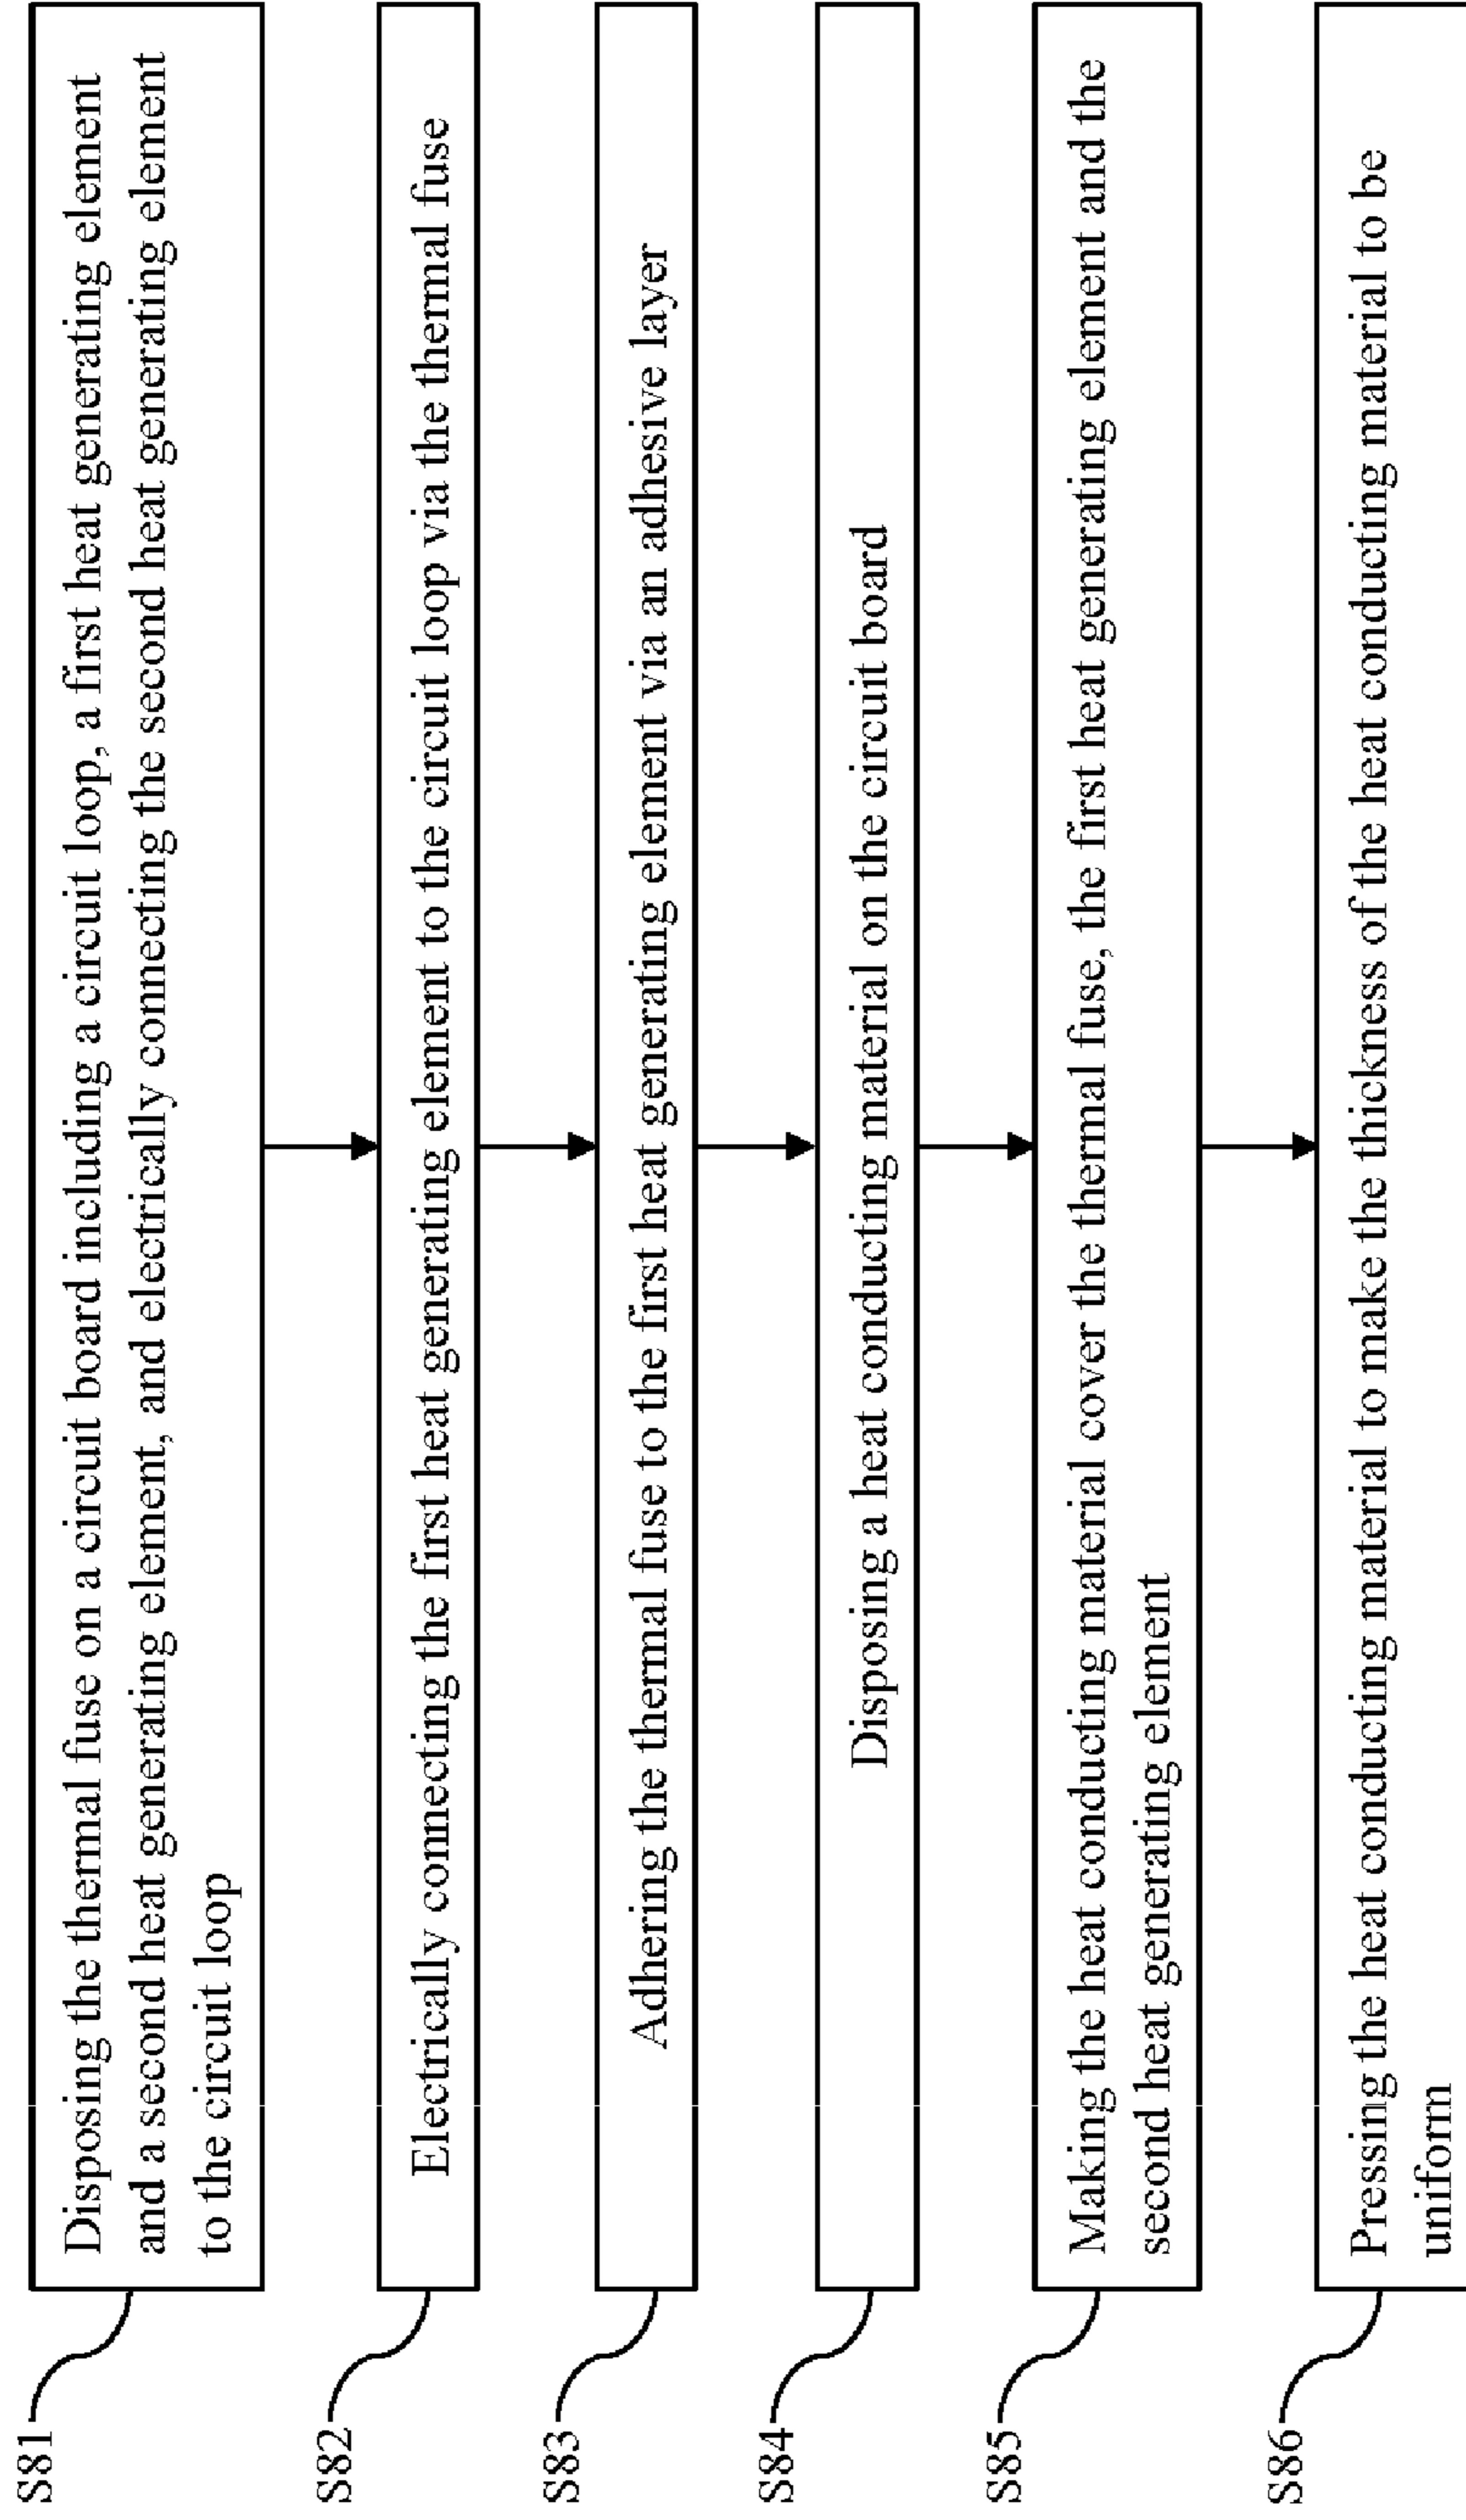 S81
Disposing the thermal fuse on a circuit board including a circuit loop, a first heat generating element
and a second heat generating element, and electrically connecting the second heat generating element
to the circuit loop
S82
Electrically connecting the first heat generating element to the circuit loop via the thermal fuse
S83
Adhering the thermal fuse to the first heat generating element via an adhesive layer
S84
Disposing a heat conducting material on the circuit board
S85
Making the heat conducting material cover the thermal fuse, the first heat generating element and the
second heat generating element
S86
Pressing the heat conducting material to make the thickness of the heat conducting material to be
uniform